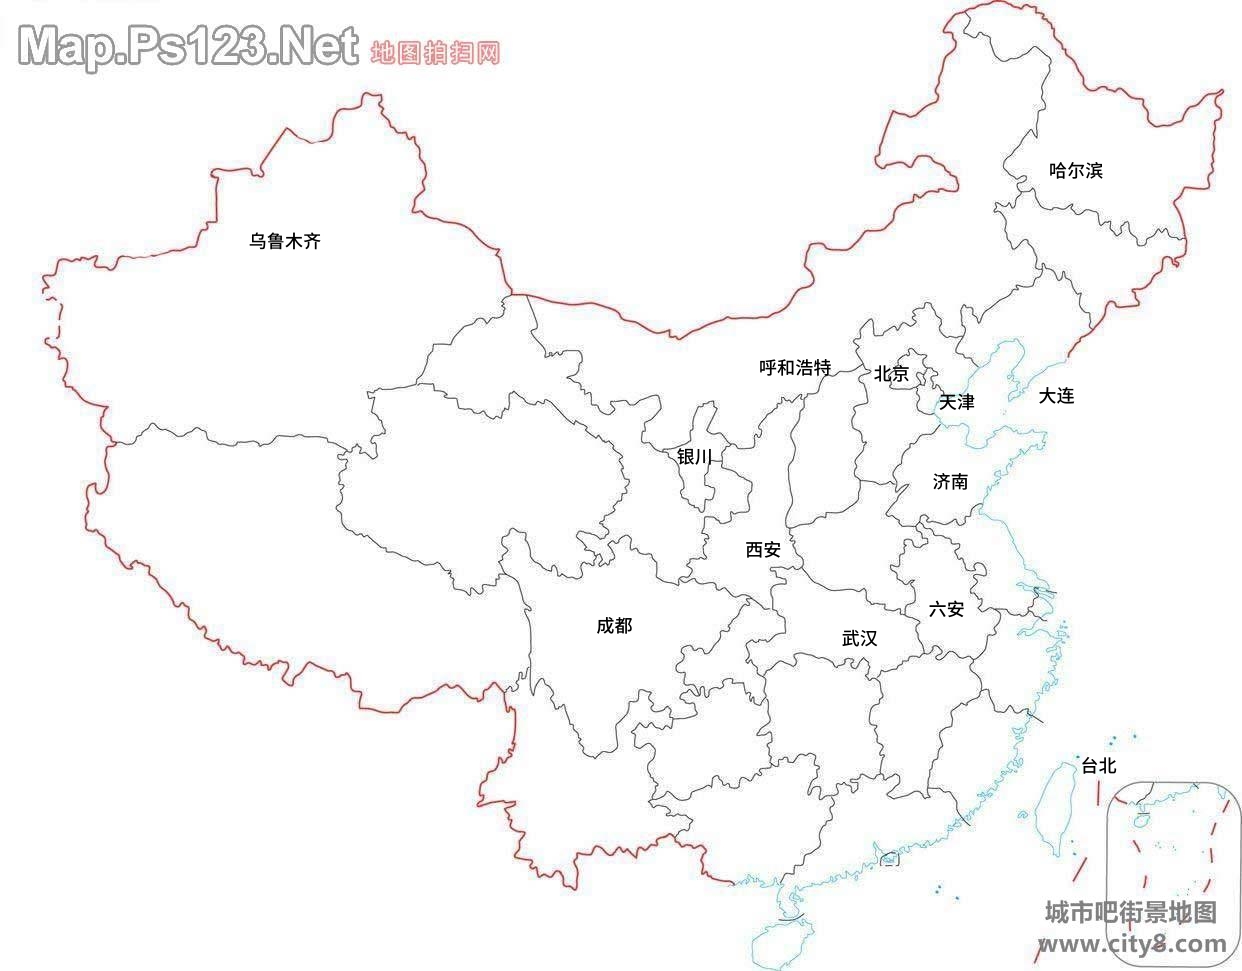 Map.Ps123.Net 地图拍扫网
哈尔滨
乌鲁木齐
呼和浩特
北京
大连
天津
银川
济南
西安
六安
成都
武汉
台北
城市吧街景地图
www.city8.com